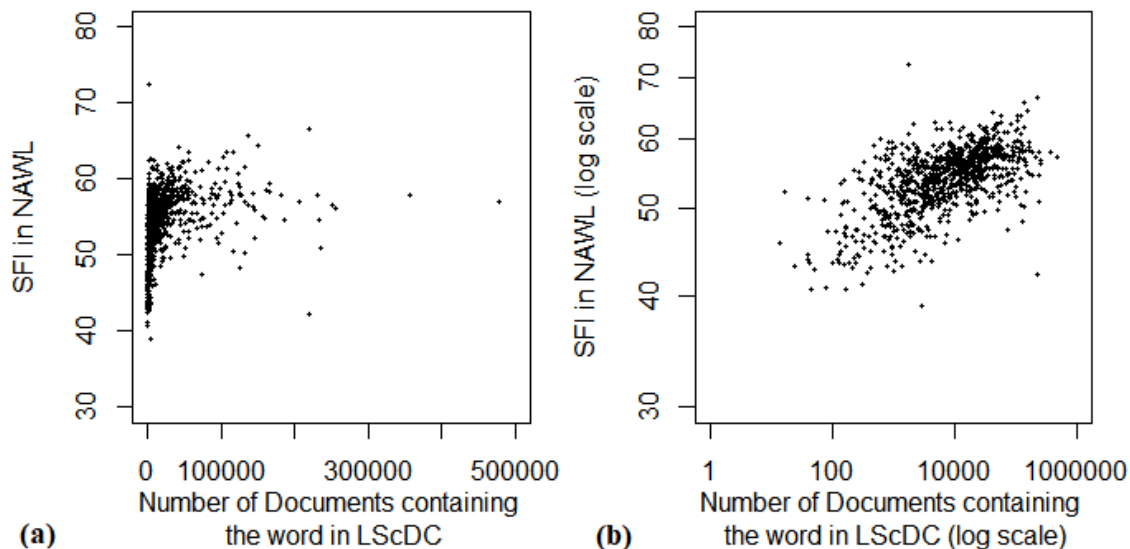 80
70
60
50
40
30
SFI in NAWL
0 100000 300000 500000
Number of Documents containing
the word in LScDC
(a)
80
70
60
50
40
30
SFI in NAWL (log scale)
1 100 10000 1000000
Number of Documents containing
the word in LScDC (log scale)
(b)